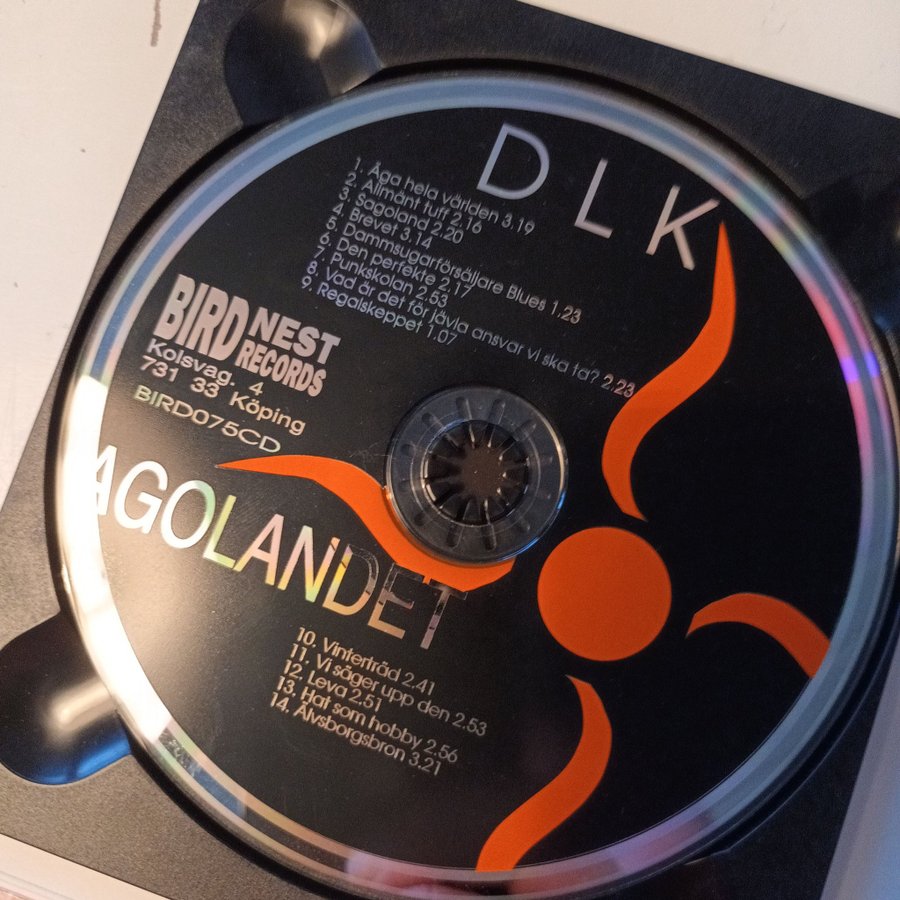 DLK
1. Äga hela världen 3.19
2. Allmänt tuff 2.16
3. Sagoland 2.20
4. Brevet 3.14
5. Dammsugarförsäljare Blues 1.23
6. Den perfekte 2.17
7. Punkskolan 2.53
8. Vad är det för jävla ansvar vi ska ta? 2.23
9. Regalskeppet 1.07
BIRD NEST
RECORDS
Kolsvag. 4
731 33 Köping
BIRD075CD
AGOLANDET
10. Vinterträd 2.41
11. Vi säger upp den 2.53
12. Leva 2.51
13. Hat som hobby 2.56
14. Älvsborgsbron 3.21